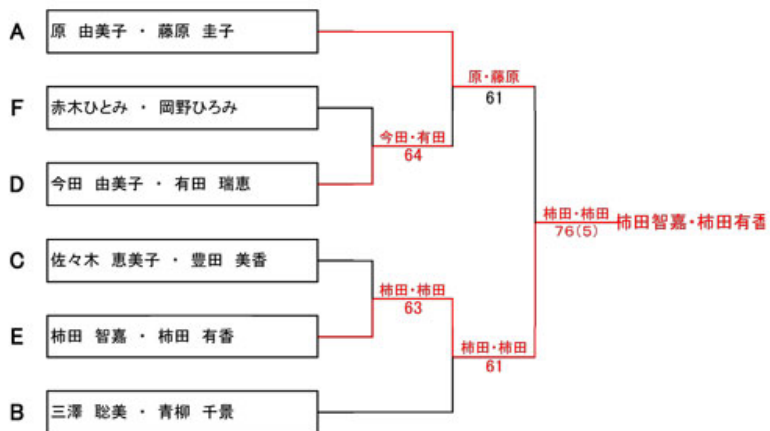 A
原 由美子 ・ 藤原 圭子
原・藤原
61
F
赤木ひとみ ・ 岡野ひろみ
今田・有田
64
D
今田 由美子 ・ 有田 瑞恵
柿田・柿田
76(5)
柿田智嘉・柿田有香
C
佐々木 恵美子 ・ 豊田 美香
柿田・柿田
63
E
柿田 智嘉 ・ 柿田 有香
柿田・柿田
61
B
三澤 聡美 ・ 青柳 千景